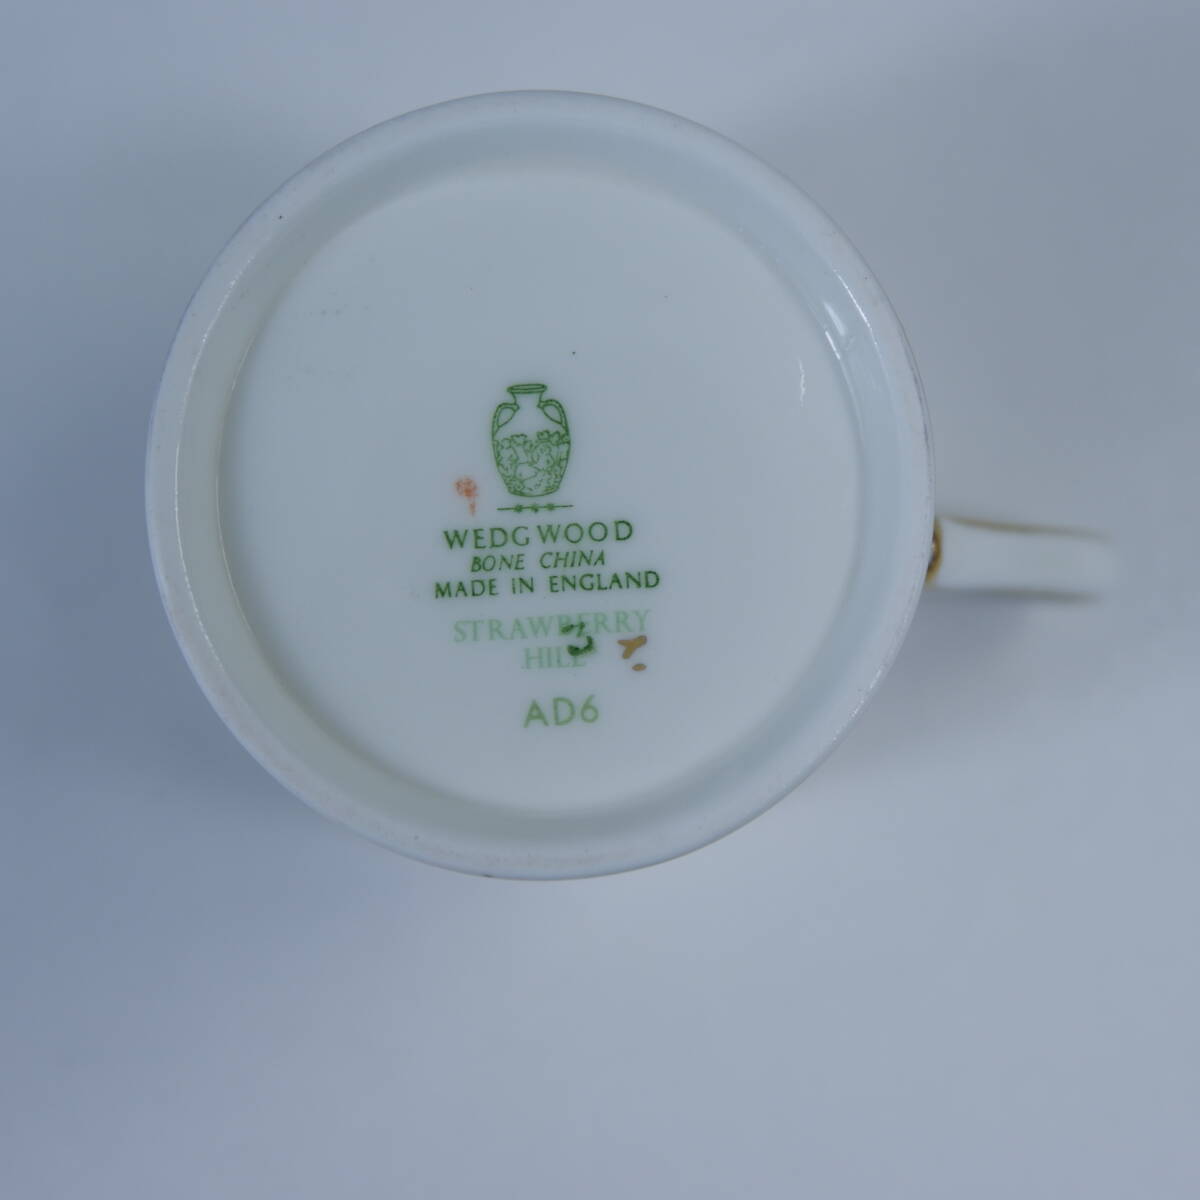 WEDGWOOD
BONE CHINA
MADE IN ENGLAND
STRAWBERRY
HILL
AD6